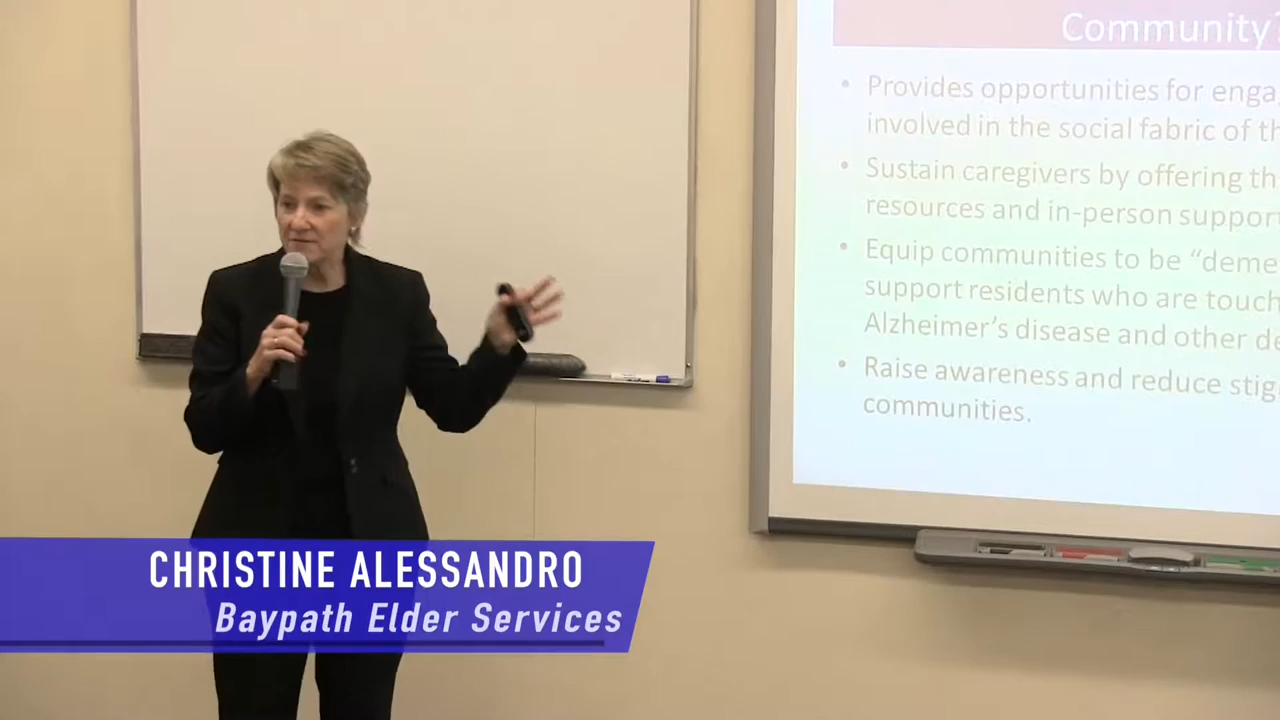 Community?
Provides opportunities for enga
involved in the social fabric of th
Sustain caregivers by offering th
resources and in-person support
Equip communities to be “deme
support residents who are touch
Alzheimer’s disease and other de
Raise awareness and reduce stig
communities.
CHRISTINE ALESSANDRO
Baypath Elder Services